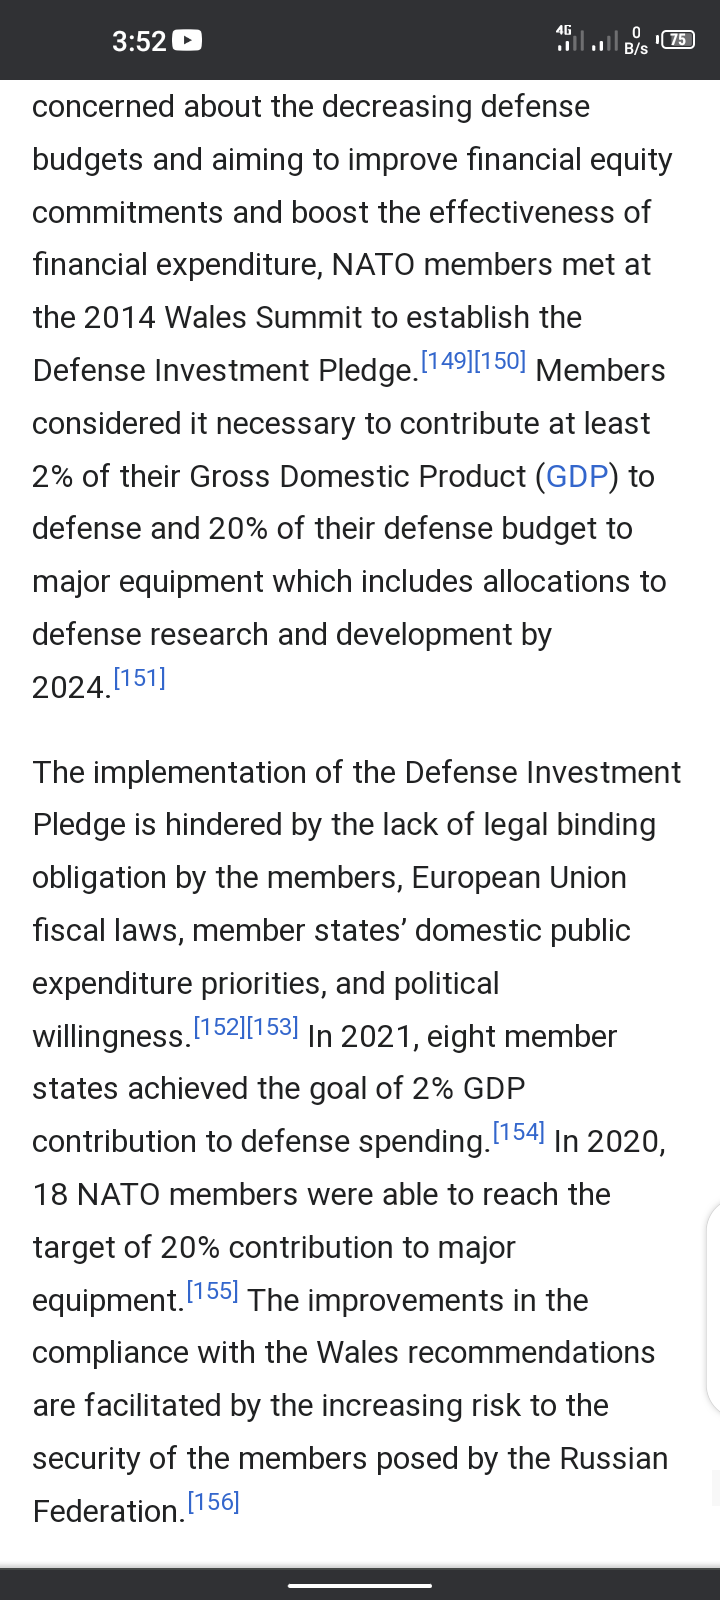 3:52
4G
0
B/s
75
concerned about the decreasing defense
budgets and aiming to improve financial equity
commitments and boost the effectiveness of
financial expenditure, NATO members met at
the 2014 Wales Summit to establish the
Defense Investment Pledge.[149][150] Members
considered it necessary to contribute at least
2% of their Gross Domestic Product (GDP) to
defense and 20% of their defense budget to
major equipment which includes allocations to
defense research and development by
2024.[151]
The implementation of the Defense Investment
Pledge is hindered by the lack of legal binding
obligation by the members, European Union
fiscal laws, member states’ domestic public
expenditure priorities, and political
willingness.[152][153] In 2021, eight member
states achieved the goal of 2% GDP
contribution to defense spending.[154] In 2020,
18 NATO members were able to reach the
target of 20% contribution to major
equipment.[155] The improvements in the
compliance with the Wales recommendations
are facilitated by the increasing risk to the
security of the members posed by the Russian
Federation.[156]